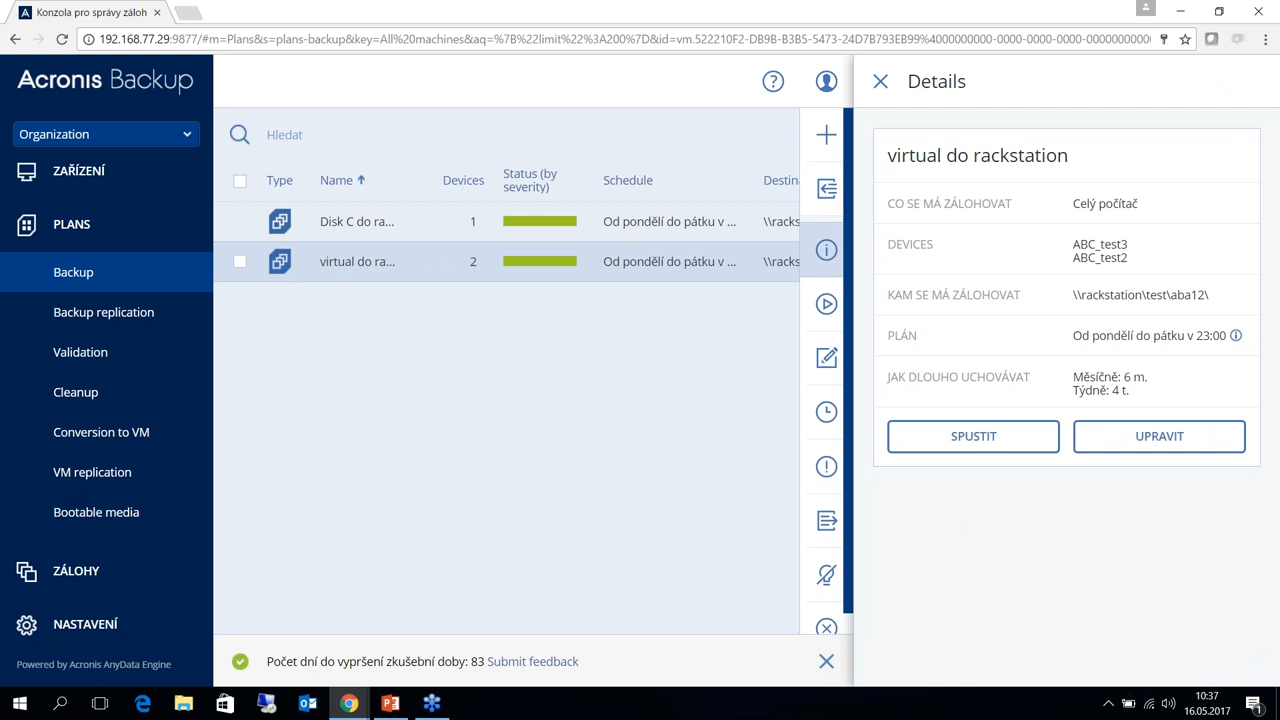 Konzola pro správy záloh
192.168.77.29:9877/#m=Plans&s=plans-backup&key=All%20machines&aq=%7B%22limit%22%3A200%7D&id=vm.522210F2-DB9B-B3B5-5473-24D7B793EB99%4000000000-0000-0000-0000-000000000000
Acronis Backup
Organization
ZAŘÍZENÍ
PLANS
Backup
Backup replication
Validation
Cleanup
Conversion to VM
VM replication
Bootable media
ZÁLOHY
NASTAVENÍ
Powered by Acronis AnyData Engine
Hledat
Type Name Devices Status (by severity) Schedule Destina
Disk C do ra... 1 Od pondělí do pátku v ... \\racks
virtual do ra... 2 Od pondělí do pátku v ... \\racks
Počet dní do vypršení zkušební doby: 83 Submit feedback
Details
virtual do rackstation
CO SE MÁ ZÁLOHOVAT Celý počítač
DEVICES ABC_test3
ABC_test2
KAM SE MÁ ZÁLOHOVAT \\rackstation\test\aba12\
PLÁN Od pondělí do pátku v 23:00
JAK DLOUHO UCHOVÁVAT Měsíčně: 6 m.
Týdně: 4 t.
SPUSTIT UPRAVIT
10:37
16.05.2017